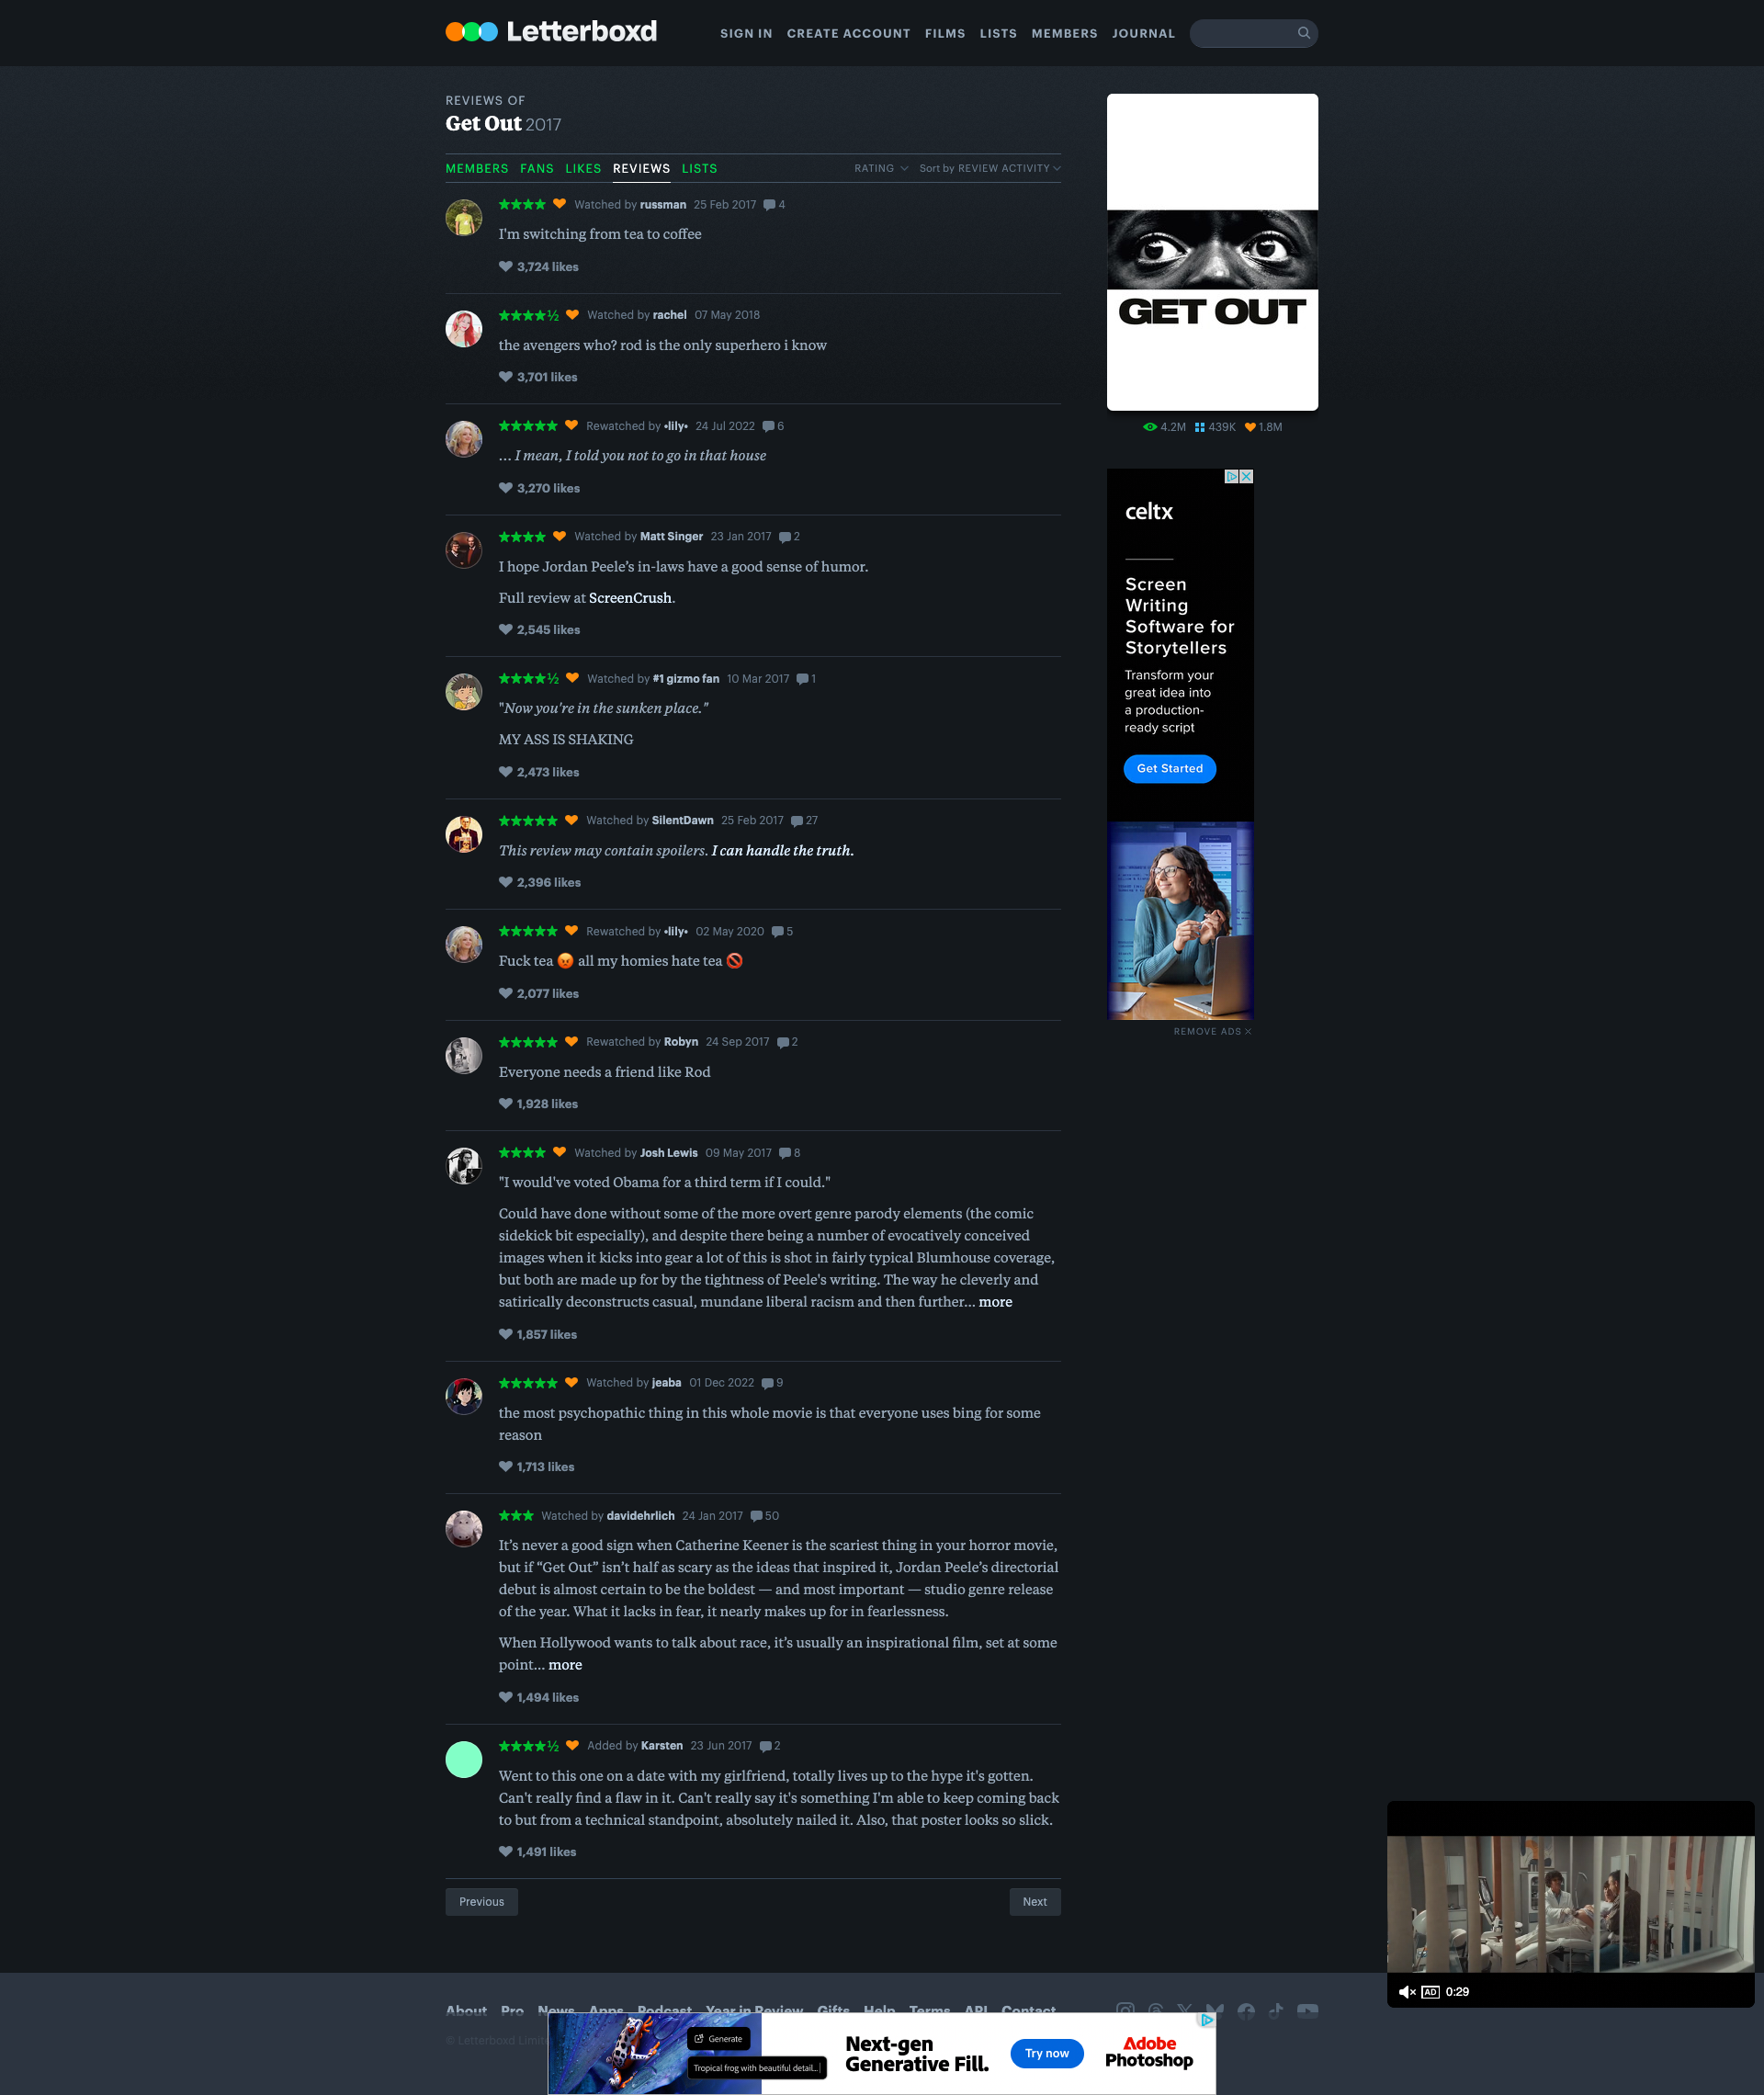 Letterboxd
SIGN IN CREATE ACCOUNT FILMS LISTS MEMBERS JOURNAL
REVIEWS OF
Get Out 2017
MEMBERS FANS LIKES REVIEWS LISTS RATING Sort by REVIEW ACTIVITY
★★★★ Watched by russman 25 Feb 2017 4
I'm switching from tea to coffee
3,724 likes
★★★★½ Watched by rachel 07 May 2018
the avengers who? rod is the only superhero i know
3,701 likes
★★★★★ Rewatched by •lily• 24 Jul 2022 6
… I mean, I told you not to go in that house
3,270 likes
★★★★ Watched by Matt Singer 23 Jan 2017 2
I hope Jordan Peele’s in-laws have a good sense of humor.
Full review at ScreenCrush.
2,545 likes
★★★★½ Watched by #1 gizmo fan 10 Mar 2017 1
"Now you're in the sunken place."
MY ASS IS SHAKING
2,473 likes
★★★★★ Watched by SilentDawn 25 Feb 2017 27
This review may contain spoilers. I can handle the truth.
2,396 likes
★★★★★ Rewatched by •lily• 02 May 2020 5
Fuck tea 😡 all my homies hate tea 🚫
2,077 likes
★★★★★ Rewatched by Robyn 24 Sep 2017 2
Everyone needs a friend like Rod
1,928 likes
★★★★ Watched by Josh Lewis 09 May 2017 8
"I would've voted Obama for a third term if I could."
Could have done without some of the more overt genre parody elements (the comic
sidekick bit especially), and despite there being a number of evocatively conceived
images when it kicks into gear a lot of this is shot in fairly typical Blumhouse coverage,
but both are made up for by the tightness of Peele's writing. The way he cleverly and
satirically deconstructs casual, mundane liberal racism and then further… more
1,857 likes
★★★★★ Watched by jeaba 01 Dec 2022 9
the most psychopathic thing in this whole movie is that everyone uses bing for some
reason
1,713 likes
★★★ Watched by davidehrlich 24 Jan 2017 50
It’s never a good sign when Catherine Keener is the scariest thing in your horror movie,
but if “Get Out” isn’t half as scary as the ideas that inspired it, Jordan Peele’s directorial
debut is almost certain to be the boldest — and most important — studio genre release
of the year. What it lacks in fear, it nearly makes up for in fearlessness.
When Hollywood wants to talk about race, it’s usually an inspirational film, set at some
point… more
1,494 likes
★★★★½ Added by Karsten 23 Jun 2017 2
Went to this one on a date with my girlfriend, totally lives up to the hype it's gotten.
Can't really find a flaw in it. Can't really say it's something I'm able to keep coming back
to but from a technical standpoint, absolutely nailed it. Also, that poster looks so slick.
1,491 likes
Previous Next
GET OUT
4.2M 439K 1.8M
celtx
Screen
Writing
Software for
Storytellers
Transform your
great idea into
a production-
ready script
Get Started
REMOVE ADS
AD 0:29
About Pro News Apps Podcast Year in Review Gifts Help Terms API Contact
© Letterboxd
Generate
Tropical frog with beautiful detail...
Next-gen
Generative Fill.
Try now
Adobe
Photoshop